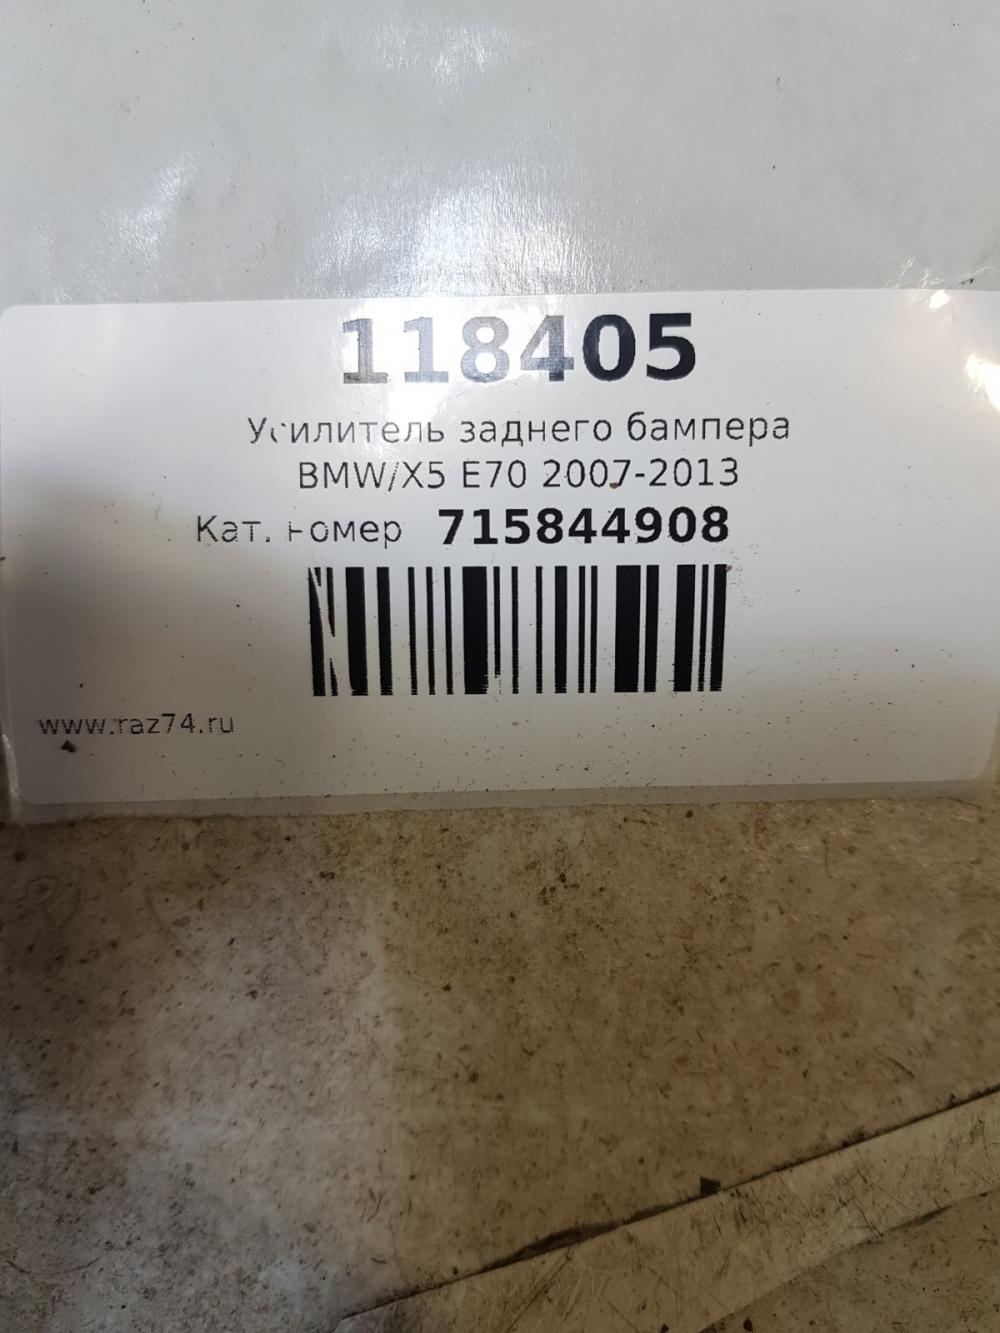 118405
Усилитель заднего бампера
BMW/X5 E70 2007-2013
Кат. номер 715844908
www.raz74.ru